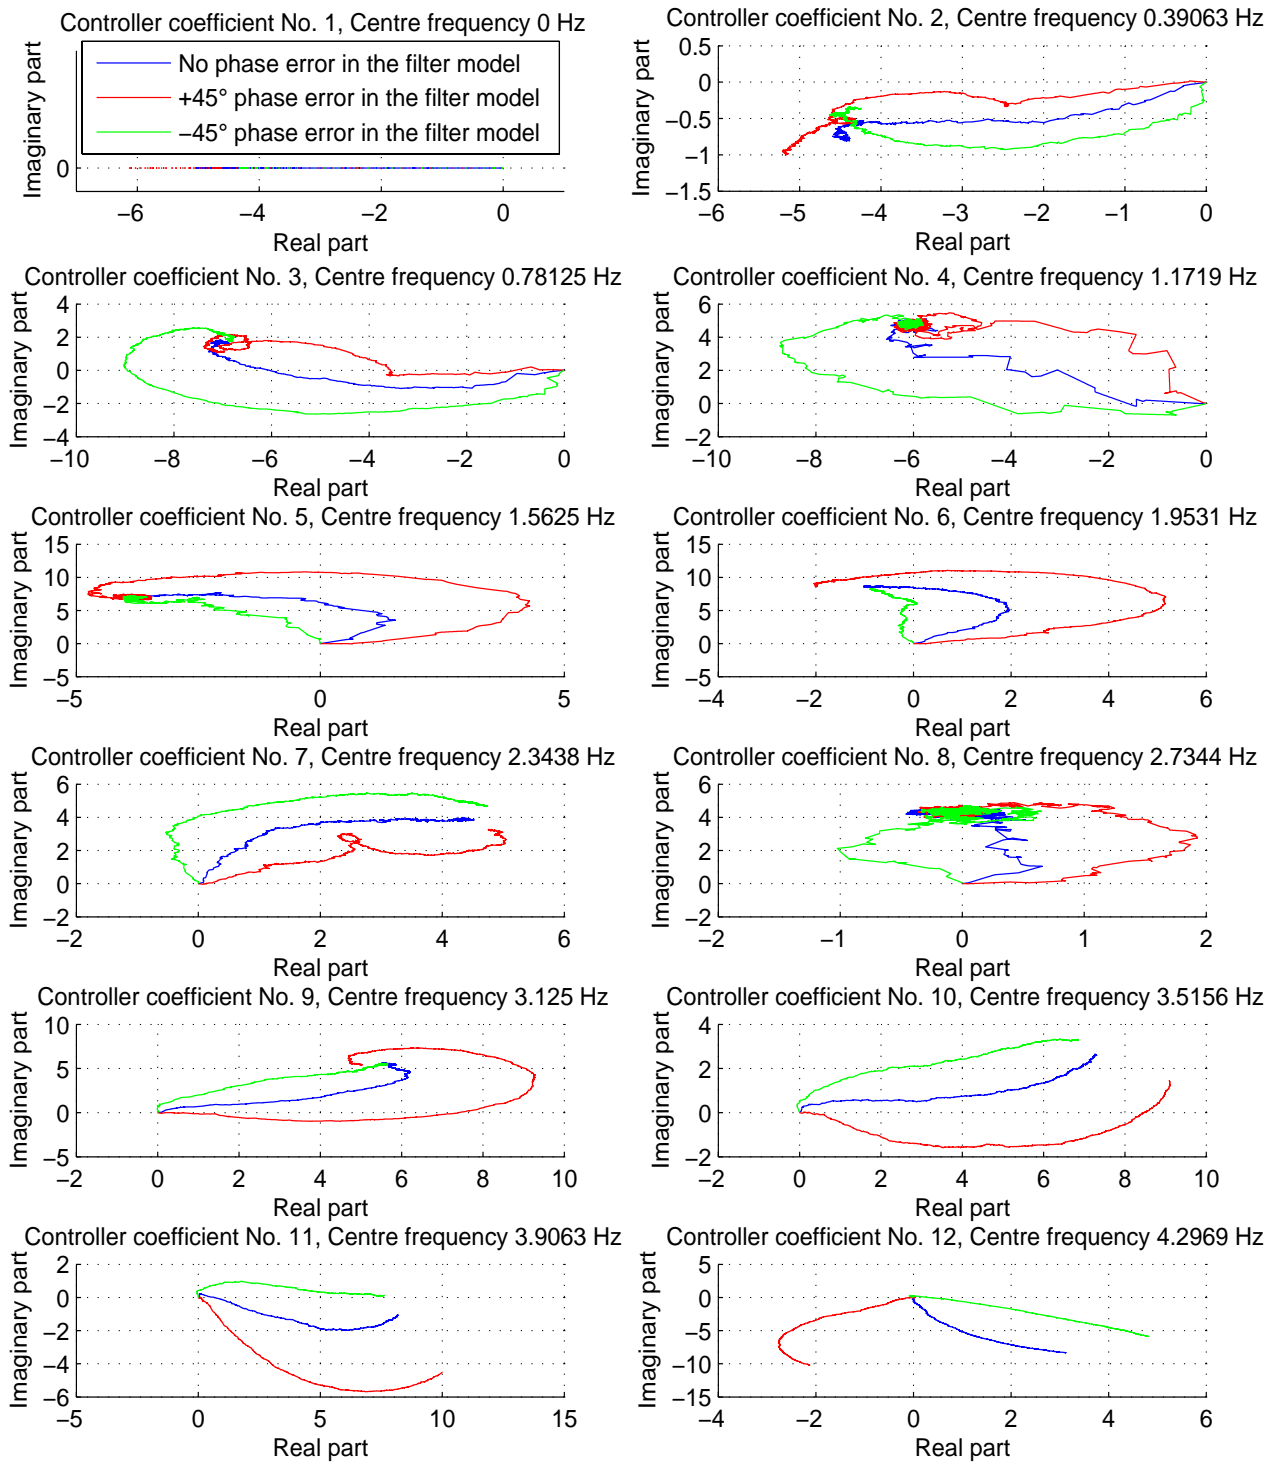 Controller coefficient No. 1, Centre frequency 0 Hz
No phase error in the filter model
+45° phase error in the filter model
−45° phase error in the filter model
Imaginary part
0
−6 −4 −2 0
Real part
Controller coefficient No. 2, Centre frequency 0.39063 Hz
Imaginary part
0.5
0
−0.5
−1
−1.5
−6 −5 −4 −3 −2 −1 0
Real part
Controller coefficient No. 3, Centre frequency 0.78125 Hz
Imaginary part
4
2
0
−2
−4
−10 −8 −6 −4 −2 0
Real part
Controller coefficient No. 4, Centre frequency 1.1719 Hz
Imaginary part
6
4
2
0
−2
−10 −8 −6 −4 −2 0
Real part
Controller coefficient No. 5, Centre frequency 1.5625 Hz
Imaginary part
15
10
5
0
−5
−5 0 5
Real part
Controller coefficient No. 6, Centre frequency 1.9531 Hz
Imaginary part
15
10
5
0
−5
−4 −2 0 2 4 6
Real part
Controller coefficient No. 7, Centre frequency 2.3438 Hz
Imaginary part
6
4
2
0
−2
−2 0 2 4 6
Real part
Controller coefficient No. 8, Centre frequency 2.7344 Hz
Imaginary part
6
4
2
0
−2
−2 −1 0 1 2
Real part
Controller coefficient No. 9, Centre frequency 3.125 Hz
Imaginary part
10
5
0
−5
−2 0 2 4 6 8 10
Real part
Controller coefficient No. 10, Centre frequency 3.5156 Hz
Imaginary part
4
2
0
−2
−2 0 2 4 6 8 10
Real part
Controller coefficient No. 11, Centre frequency 3.9063 Hz
Imaginary part
2
0
−2
−4
−6
−5 0 5 10 15
Real part
Controller coefficient No. 12, Centre frequency 4.2969 Hz
Imaginary part
5
0
−5
−10
−15
−4 −2 0 2 4 6
Real part